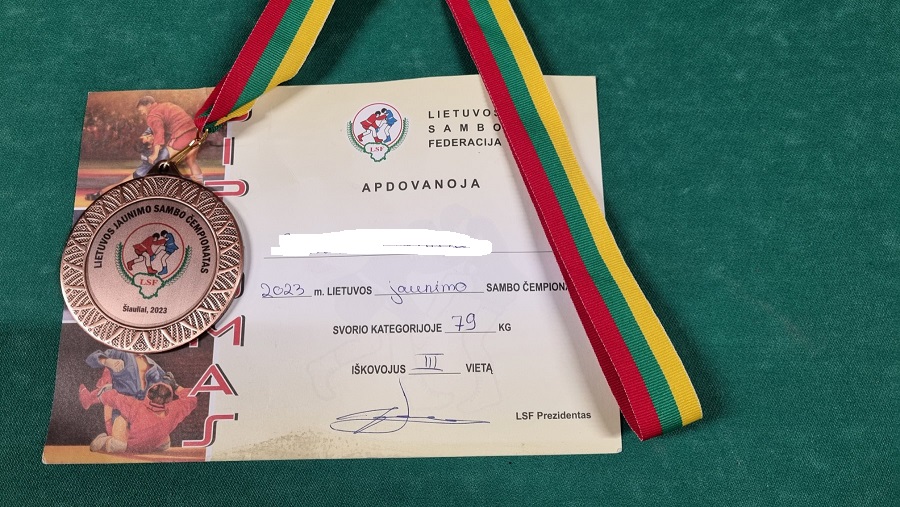 LIETUVOS
SAMBO
FEDERACIJA
LSF
APDOVANOJA
2023 m. LIETUVOS jaunimo SAMBO ČEMPIONA
SVORIO KATEGORIJOJE 79 KG
IŠKOVOJUS III VIETĄ
LSF Prezidentas
DIPLOMAS
LIETUVOS JAUNIMO SAMBO ČEMPIONATAS
LSF
Šiauliai, 2023